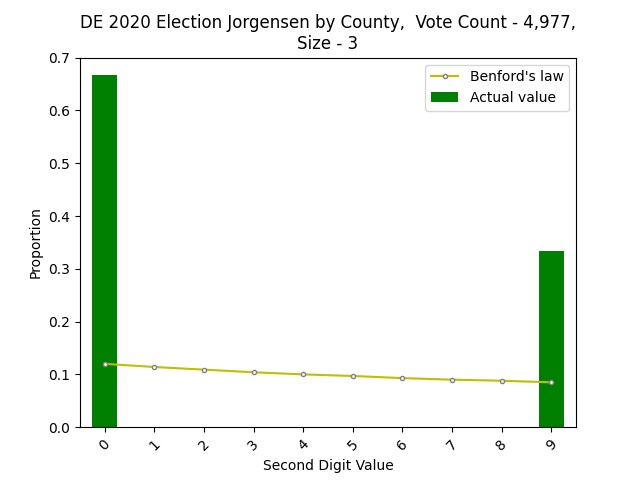 DE 2020 Election Jorgensen by County,  Vote Count - 4,977,
Size - 3
Benford's law
Actual value
0.7
0.6
0.5
0.4
0.3
0.2
0.1
0.0
Proportion
0 1 2 3 4 5 6 7 8 9
Second Digit Value